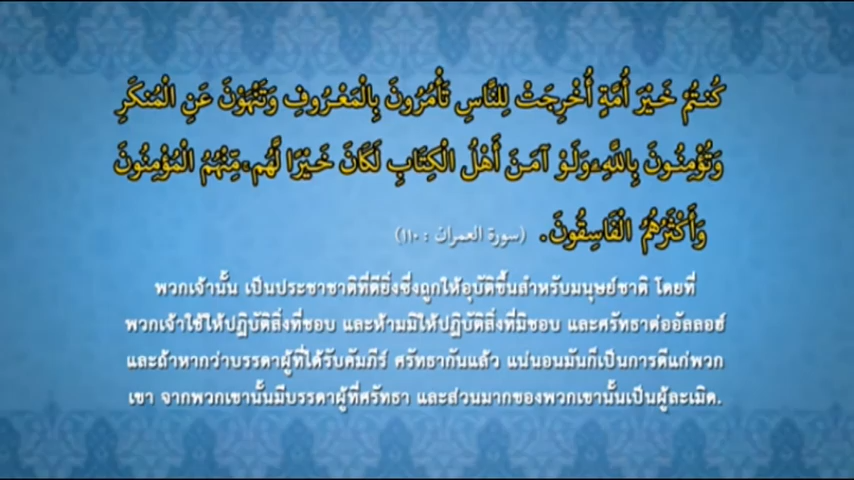 كُنتُمْ خَيْرَ أُمَّةٍ أُخْرِجَتْ لِلنَّاسِ تَأْمُرُونَ بِالْمَعْرُوفِ وَتَنْهَوْنَ عَنِ الْمُنكَرِ
وَتُؤْمِنُونَ بِاللَّهِ، وَلَوْ آمَنَ أَهْلُ الْكِتَابِ لَكَانَ خَيْرًا لَّهُم، مِّنْهُمُ الْمُؤْمِنُونَ
وَأَكْثَرُهُمُ الْفَاسِقُونَ. (سورة العمران : ١١٠)
พวกเจ้านั้น เป็นประชาชาติที่ดียิ่งซึ่งถูกให้อุบัติขึ้นสำหรับมนุษย์ชาติ โดยที่
พวกเจ้าใช้ให้ปฏิบัติสิ่งที่ชอบ และห้ามมิให้ปฏิบัติสิ่งที่มิชอบ และศรัทธาต่ออัลลอฮ์
และถ้าหากว่าบรรดาผู้ที่ได้รับคัมภีร์ ศรัทธากันแล้ว แน่นอนมันก็เป็นการดีแก่พวก
เขา จากพวกเขานั้นมีบรรดาผู้ที่ศรัทธา และส่วนมากของพวกเขานั้นเป็นผู้ละเมิด.